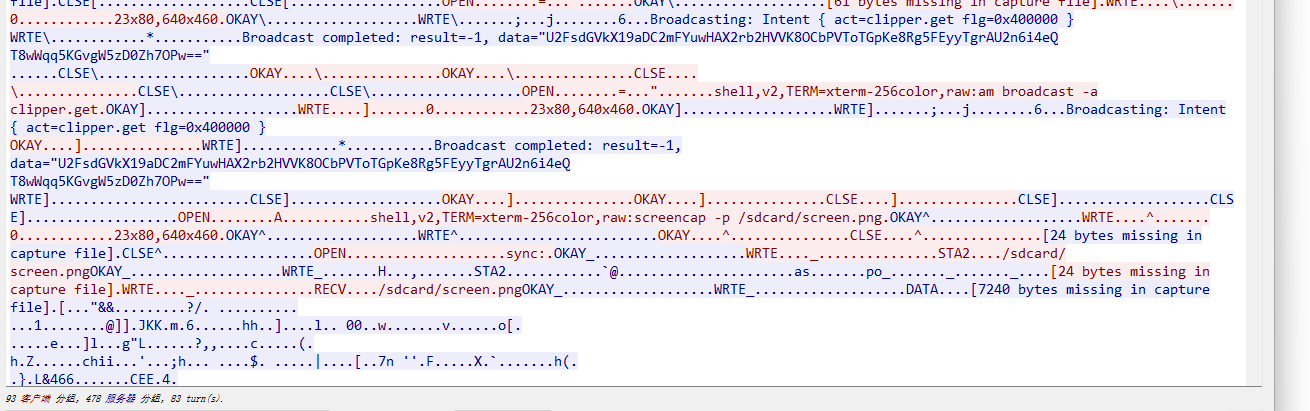 file].CLSE[..................OKAY....[...............CLSE....[...............CLSE[..................CLSE[..................OPEN........=... .......OKAY\..................[61 bytes missing in capture file].WRTE....\.......
0............23x80,640x460.OKAY\..................WRTE\.......;...j........6...Broadcasting: Intent { act=clipper.get flg=0x400000 }
WRTE\............*...........Broadcast completed: result=-1, data="U2FsdGVkX19aDC2mFYuwHAX2rb2HVVK8OCbPVToTGpKe8Rg5FEyyTgrAU2n6i4eQ
T8wWqq5KGvgW5zD0Zh7OPw=="
......CLSE\..................OKAY....\...............OKAY....\...............CLSE....
\...............CLSE\..................CLSE\...................OPEN........=..."........shell,v2,TERM=xterm-256color,raw:am broadcast -a
clipper.get.OKAY]..................WRTE....].......0............23x80,640x460.OKAY]..................WRTE].......;...j........6...Broadcasting: Intent
{ act=clipper.get flg=0x400000 }
OKAY....]...............WRTE]............*...........Broadcast completed: result=-1,
data="U2FsdGVkX19aDC2mFYuwHAX2rb2HVVK8OCbPVToTGpKe8Rg5FEyyTgrAU2n6i4eQ
T8wWqq5KGvgW5zD0Zh7OPw=="
WRTE]........................CLSE]..................OKAY....]...............OKAY....]...............CLSE....]...............CLSE]..................CLS
E]..................OPEN........A...........shell,v2,TERM=xterm-256color,raw:screencap -p /sdcard/screen.png.OKAY^..................WRTE....^.......
0............23x80,640x460.OKAY^..................WRTE^........................OKAY....^...............CLSE....^...............[24 bytes missing in
capture file].CLSE^..................OPEN...................sync:.OKAY_..................WRTE...._...............STA2..../sdcard/
screen.pngOKAY_..................WRTE_.......H...,.......STA2...........`@.....................as.......po_........_........_....[24 bytes missing in
capture file].WRTE...._...............RECV..../sdcard/screen.pngOKAY_..................WRTE_..................DATA....[7240 bytes missing in capture
file].[..."&&.........?/. ..........
...1........@]].JKK.m.6......hh..]....l.. 00..w.......v......o[.
.....e...]l...g"L......?,,....c.....(.
h.Z......chii...'...;h... ....$. .....|....[..7n ''.F.....X.`.......h(.
.}.L&466.......CEE.4.
93 客户端 分组, 478 服务器 分组, 83 turn(s).